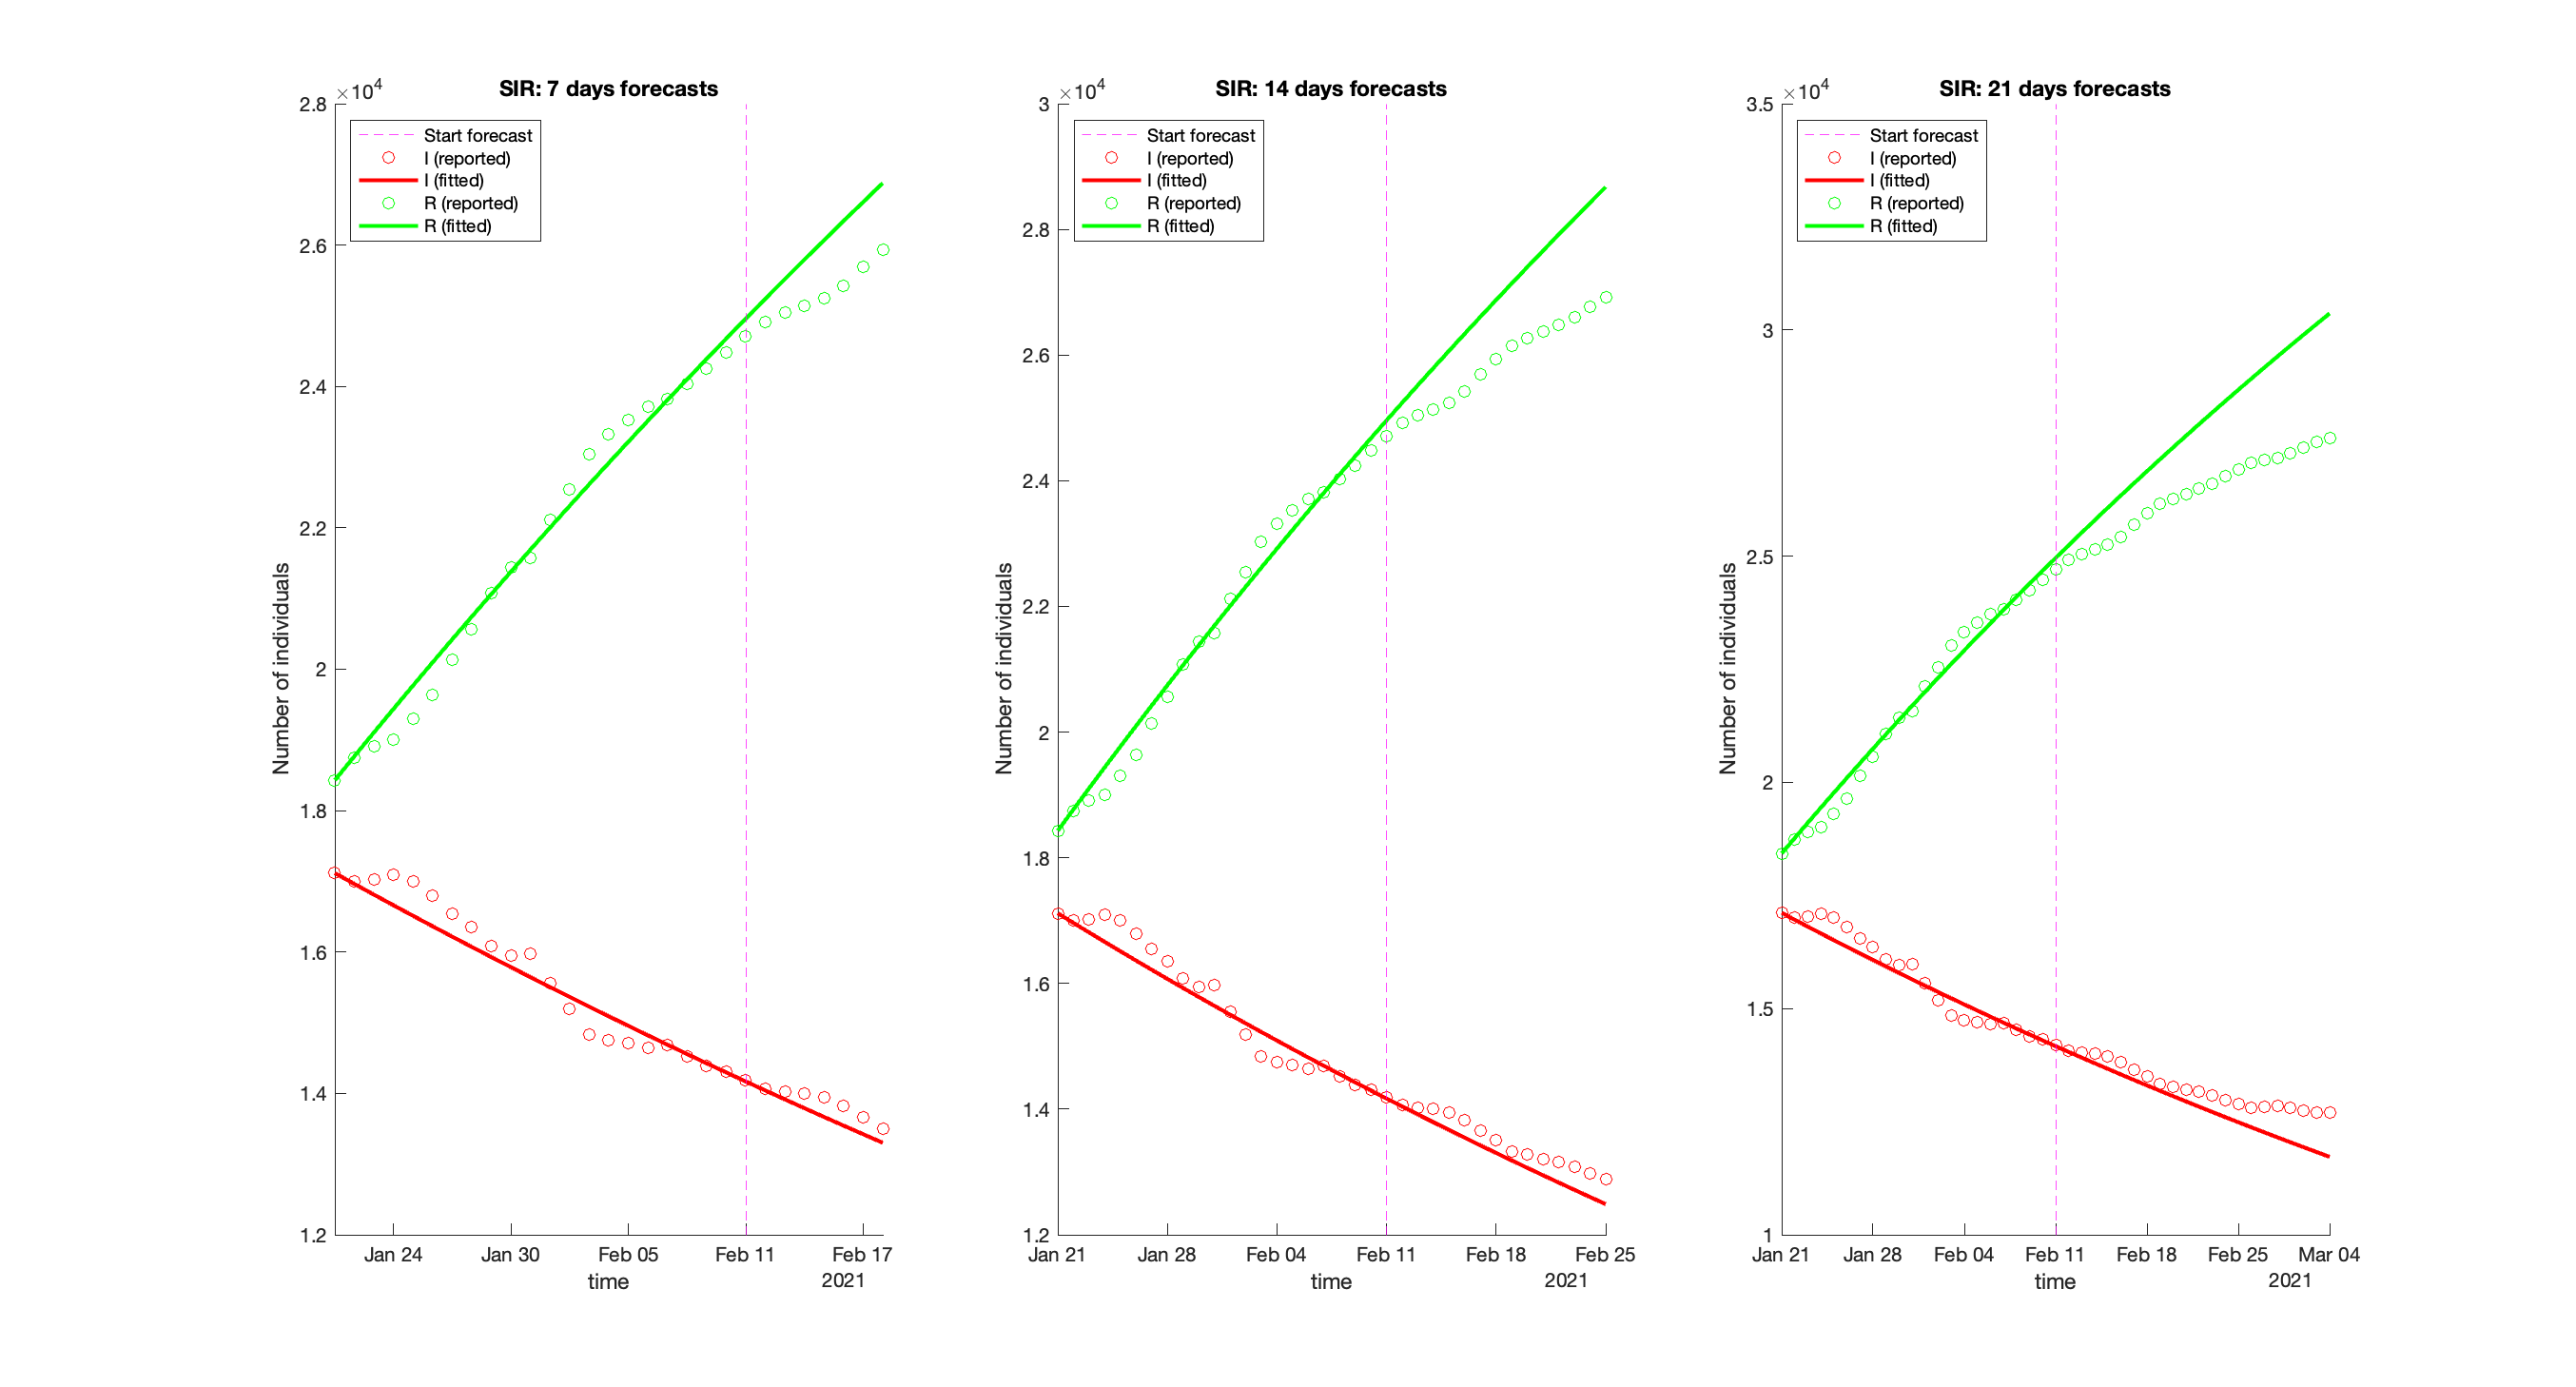 SIR: 7 days forecasts
×10^4
2.8
2.6
2.4
2.2
2
1.8
1.6
1.4
1.2
Number of individuals
Start forecast
I (reported)
I (fitted)
R (reported)
R (fitted)
Jan 24 Jan 30 Feb 05 Feb 11 Feb 17
time
2021
SIR: 14 days forecasts
×10^4
3
2.8
2.6
2.4
2.2
2
1.8
1.6
1.4
1.2
Number of individuals
Start forecast
I (reported)
I (fitted)
R (reported)
R (fitted)
Jan 21 Jan 28 Feb 04 Feb 11 Feb 18 Feb 25
time
2021
SIR: 21 days forecasts
×10^4
3.5
3
2.5
2
1.5
1
Number of individuals
Start forecast
I (reported)
I (fitted)
R (reported)
R (fitted)
Jan 21 Jan 28 Feb 04 Feb 11 Feb 18 Feb 25 Mar 04
time
2021